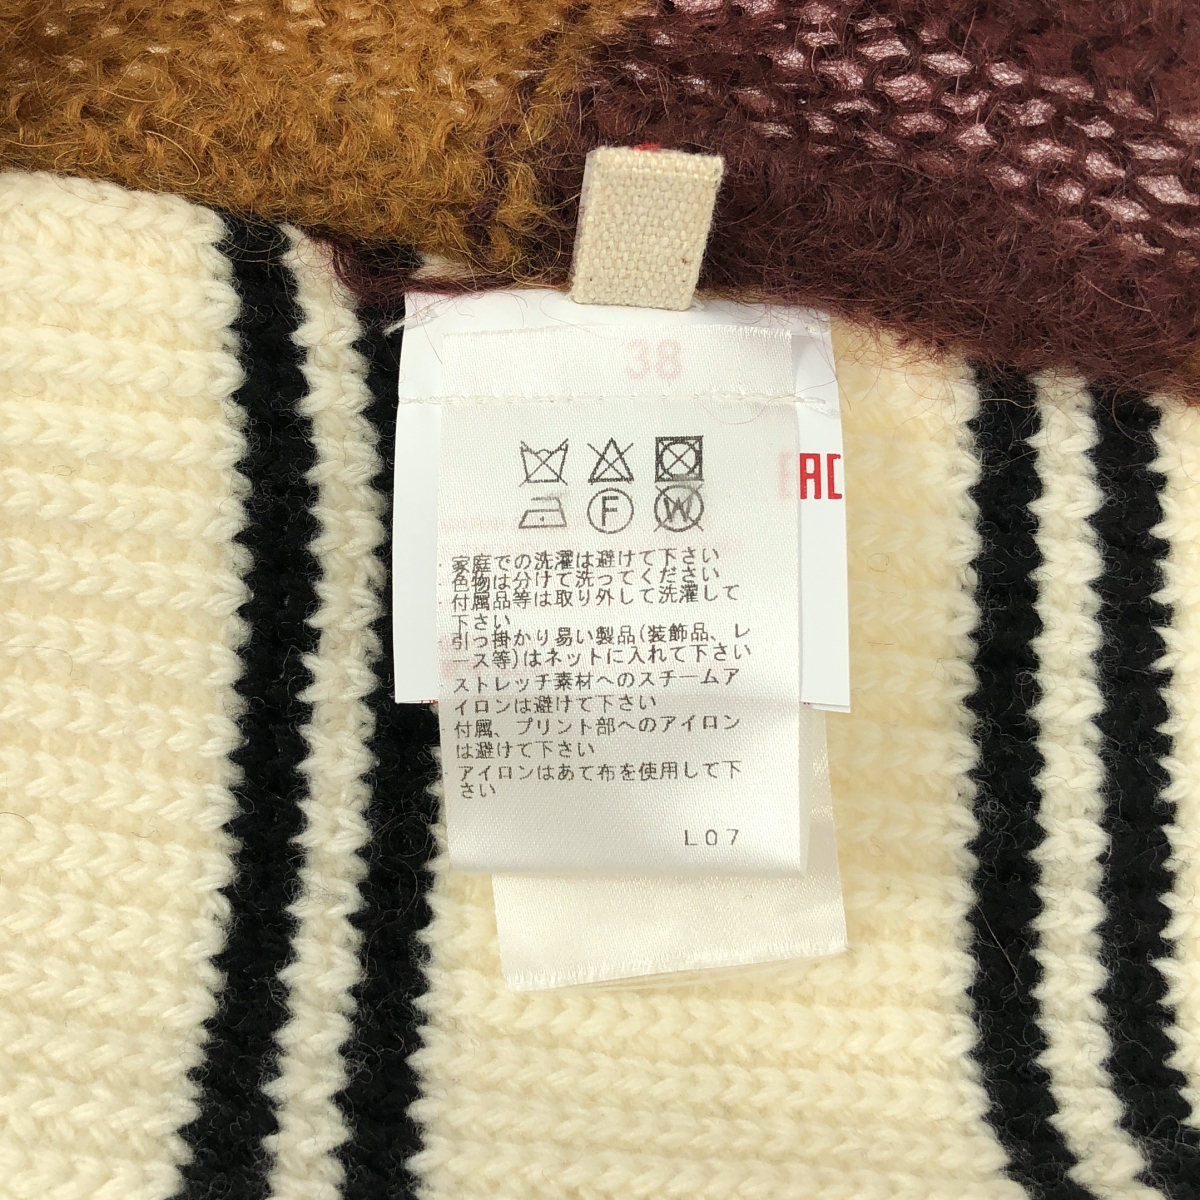 38
AC
F
W
家庭での洗濯は避けて下さい
色物は分けて洗ってください
付属品等は取り外して洗濯して
下さい
引っ掛かり易い製品(装飾品、レ
ース等)はネットに入れて下さい
ストレッチ素材へのスチームア
イロンは避けて下さい
付属、プリント部へのアイロン
は避けて下さい
アイロンはあて布を使用して下
さい
L07